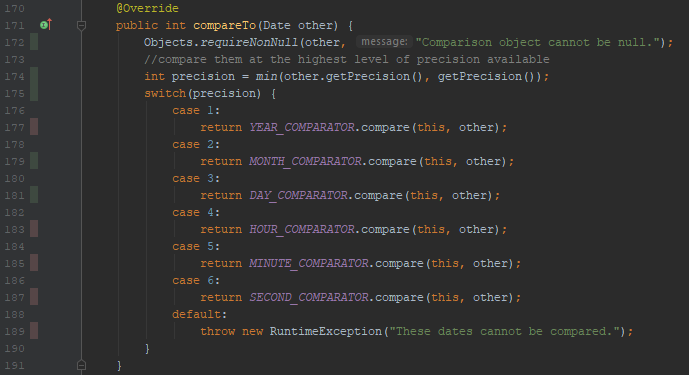 170 @Override
171 public int compareTo(Date other) {
172 Objects.requireNonNull(other, message: "Comparison object cannot be null.");
173 //compare them at the highest level of precision available
174 int precision = min(other.getPrecision(), getPrecision());
175 switch(precision) {
176 case 1:
177 return YEAR_COMPARATOR.compare(this, other);
178 case 2:
179 return MONTH_COMPARATOR.compare(this, other);
180 case 3:
181 return DAY_COMPARATOR.compare(this, other);
182 case 4:
183 return HOUR_COMPARATOR.compare(this, other);
184 case 5:
185 return MINUTE_COMPARATOR.compare(this, other);
186 case 6:
187 return SECOND_COMPARATOR.compare(this, other);
188 default:
189 throw new RuntimeException("These dates cannot be compared.");
190 }
191 }